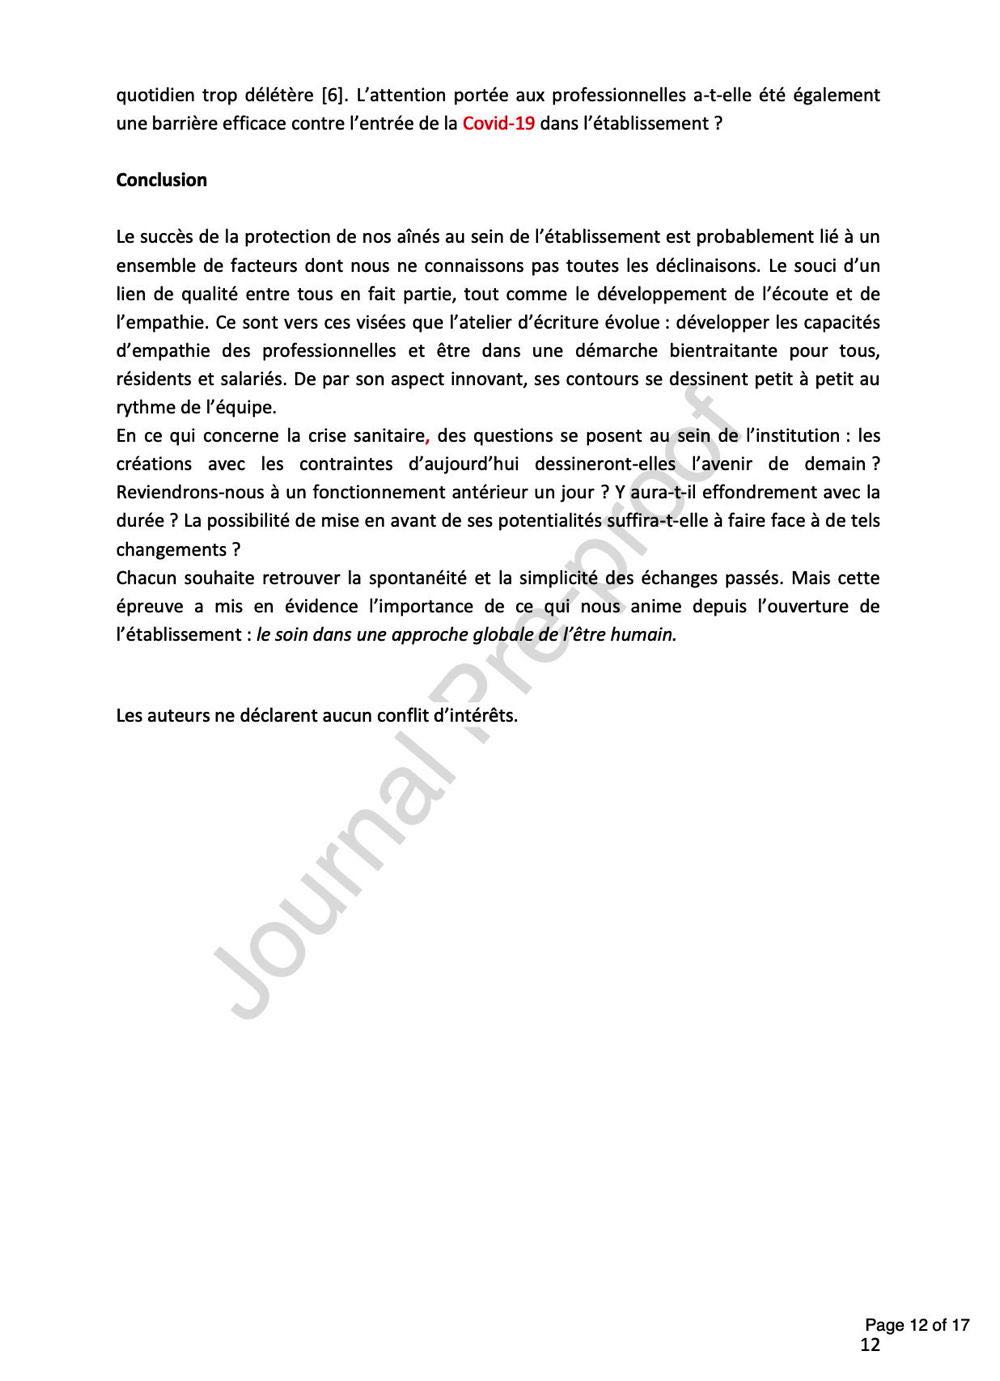 quotidien trop délétère [6]. L’attention portée aux professionnelles a-t-elle été également
une barrière efficace contre l’entrée de la Covid-19 dans l’établissement ?
Conclusion
Le succès de la protection de nos aînés au sein de l’établissement est probablement lié à un
ensemble de facteurs dont nous ne connaissons pas toutes les déclinaisons. Le souci d’un
lien de qualité entre tous en fait partie, tout comme le développement de l’écoute et de
l’empathie. Ce sont vers ces visées que l’atelier d’écriture évolue : développer les capacités
d’empathie des professionnelles et être dans une démarche bientraitante pour tous,
résidents et salariés. De par son aspect innovant, ses contours se dessinent petit à petit au
rythme de l’équipe.
En ce qui concerne la crise sanitaire, des questions se posent au sein de l’institution : les
créations avec les contraintes d’aujourd’hui dessineront-elles l’avenir de demain ?
Reviendrons-nous à un fonctionnement antérieur un jour ? Y aura-t-il effondrement avec la
durée ? La possibilité de mise en avant de ses potentialités suffira-t-elle à faire face à de tels
changements ?
Chacun souhaite retrouver la spontanéité et la simplicité des échanges passés. Mais cette
épreuve a mis en évidence l’importance de ce qui nous anime depuis l’ouverture de
l’établissement : le soin dans une approche globale de l’être humain.
Les auteurs ne déclarent aucun conflit d’intérêts.
Journal Pre-proof
Page 12 of 17
12